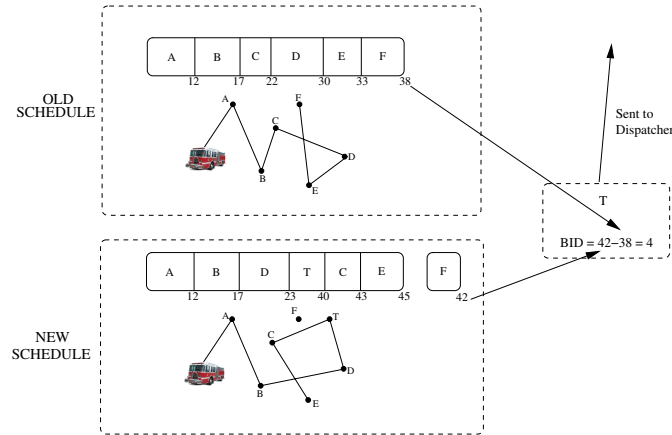 A B C D E F
12 17 22 30 33 38
OLD
SCHEDULE
A
F
C
D
B
E
Sent to
Dispatcher
T
BID = 42−38 = 4
A B D T C E F
12 17 23 40 43 45 42
NEW
SCHEDULE
A
F
T
C
D
B
E